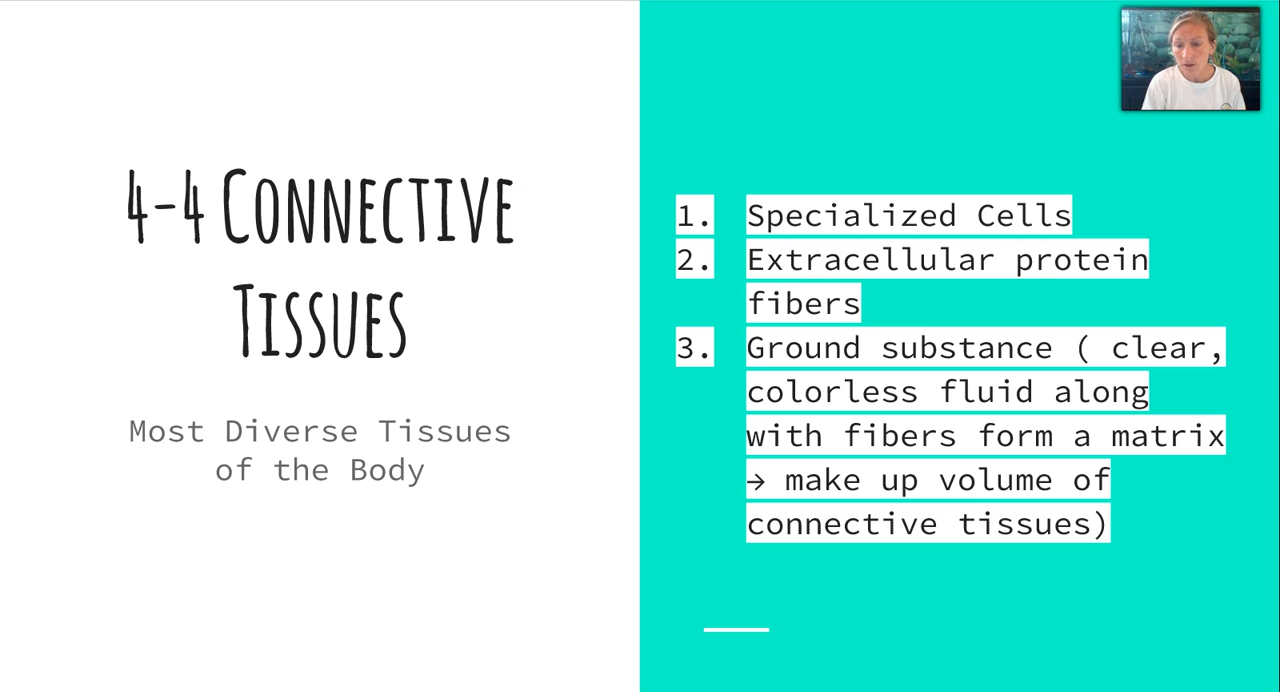 4-4 Connective
Tissues
Most Diverse Tissues
of the Body
1. Specialized Cells
2. Extracellular protein
fibers
3. Ground substance ( clear,
colorless fluid along
with fibers form a matrix
→ make up volume of
connective tissues)